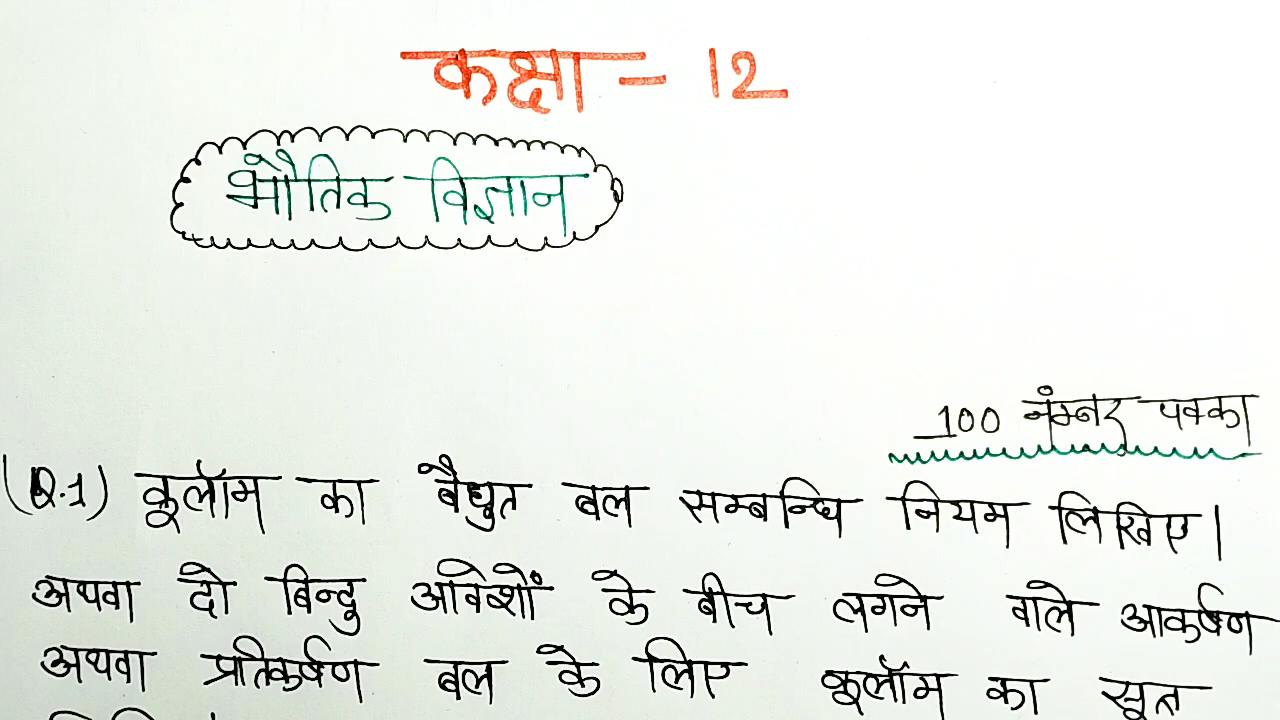 कक्षा - 12
भौतिक विज्ञान
100 नंम्बर पक्का
(Q.1) कूलॉम का बैधुत बल सम्बन्धि नियम लिखिए।
अथवा दो बिन्दु आवेशों के बीच लगने वाले आकर्षण
अथवा प्रतिकर्षण बल के लिए कूलॉम का सूत्र